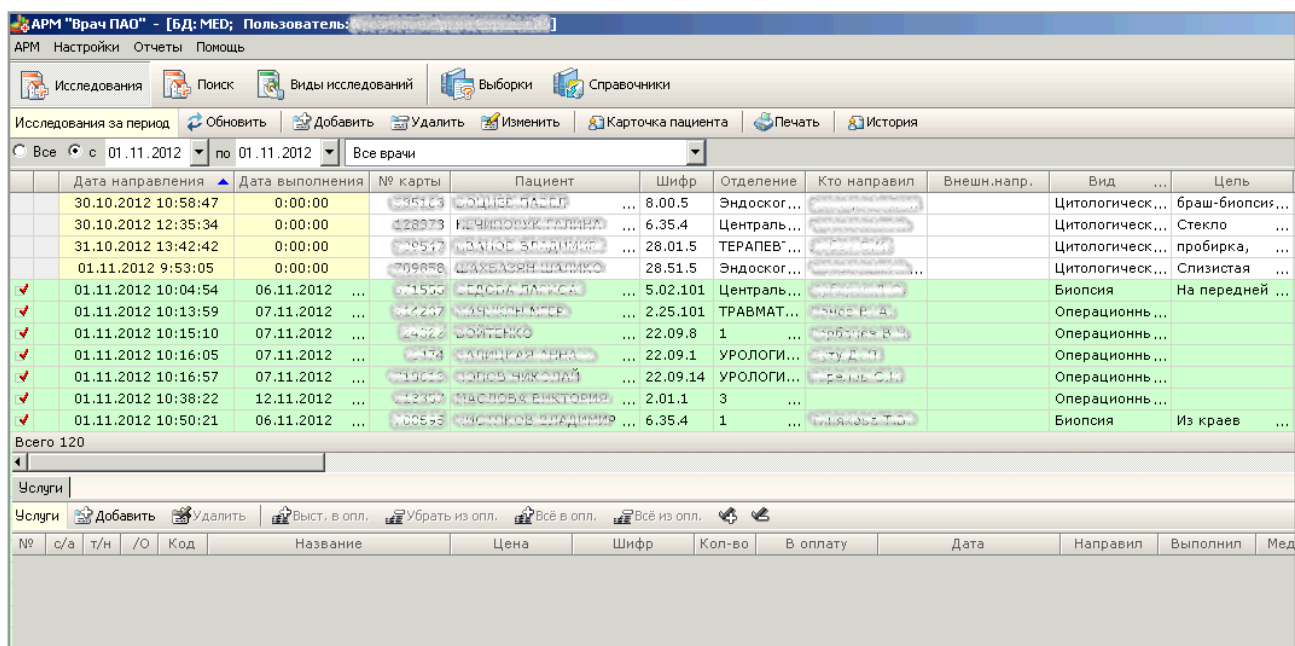 АРМ "Врач ПАО" - [БД: MED; Пользователь: ]
АРМ Настройки Отчеты Помощь
Исследования Поиск Виды исследований Выборки Справочники
Исследования за период Обновить Добавить Удалить Изменить Карточка пациента Печать История
Все с 01.11.2012 по 01.11.2012 Все врачи
Дата направления Дата выполнения № карты Пациент Шифр Отделение Кто направил Внешн.напр. Вид ... Цель
30.10.2012 10:58:47 0:00:00 ... 8.00.5 Эндоског... Цитологическ... браш-биопсия...
30.10.2012 12:35:34 0:00:00 ... 6.35.4 Централь... Цитологическ... Стекло ...
31.10.2012 13:42:42 0:00:00 ... 28.01.5 ТЕРАПЕВ... Цитологическ... пробирка, ...
01.11.2012 9:53:05 0:00:00 ... 28.51.5 Эндоског... ... Цитологическ... Слизистая ...
01.11.2012 10:04:54 06.11.2012 ... ... 5.02.101 Централь... Биопсия На передней ...
01.11.2012 10:13:59 07.11.2012 ... ... 2.25.101 ТРАВМАТ... Операционнь...
01.11.2012 10:15:10 07.11.2012 ... ... 22.09.8 1 ... Операционнь...
01.11.2012 10:16:05 07.11.2012 ... ... 22.09.1 УРОЛОГИ... Операционнь...
01.11.2012 10:16:57 07.11.2012 ... ... 22.09.14 УРОЛОГИ... Операционнь...
01.11.2012 10:38:22 12.11.2012 ... ... 2.01.1 3 ... Операционнь...
01.11.2012 10:50:21 06.11.2012 ... ... 6.35.4 1 ... Биопсия Из краев ...
Всего 120
Услуги
Услуги Добавить Удалить Выст. в опл. Убрать из опл. Всё в опл. Всё из опл.
№ с/а т/н /О Код Название Цена Шифр Кол-во В оплату Дата Направил Выполнил Мед